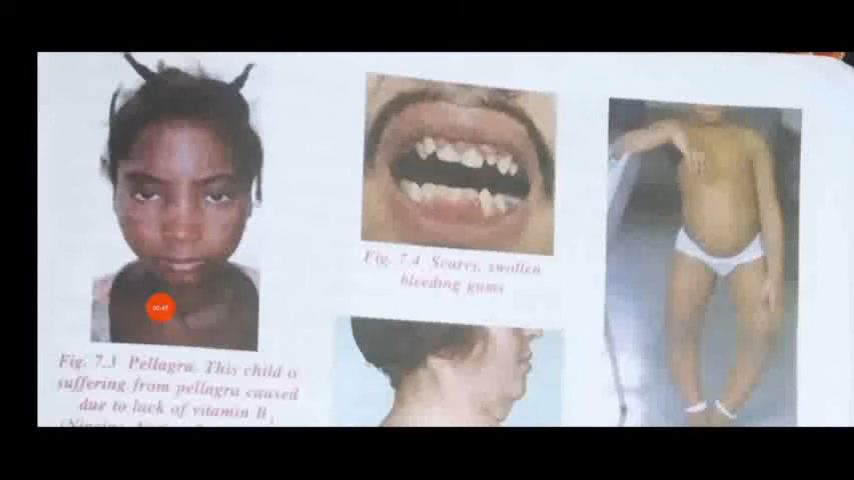 Fig. 7.3 Pellagra. This child is
suffering from pellagra caused
due to lack of vitamin B
Fig. 7.4 Scurvy, swollen
bleeding gums